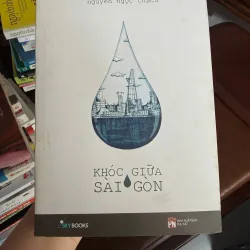 Nguyễn Ngọc Thạch
KHÓC GIỮA
SÀI GÒN
SKYBOOKS